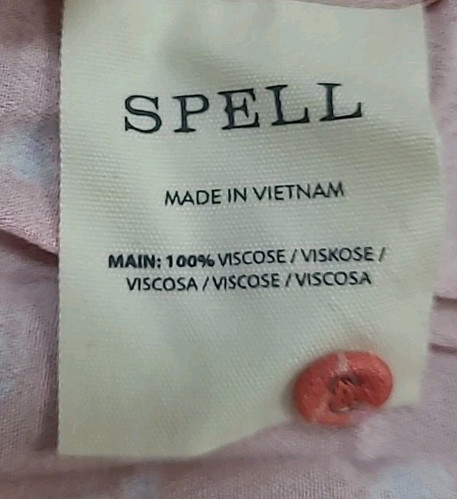 SPELL
MADE IN VIETNAM
MAIN: 100% VISCOSE / VISKOSE /
VISCOSA / VISCOSE / VISCOSA